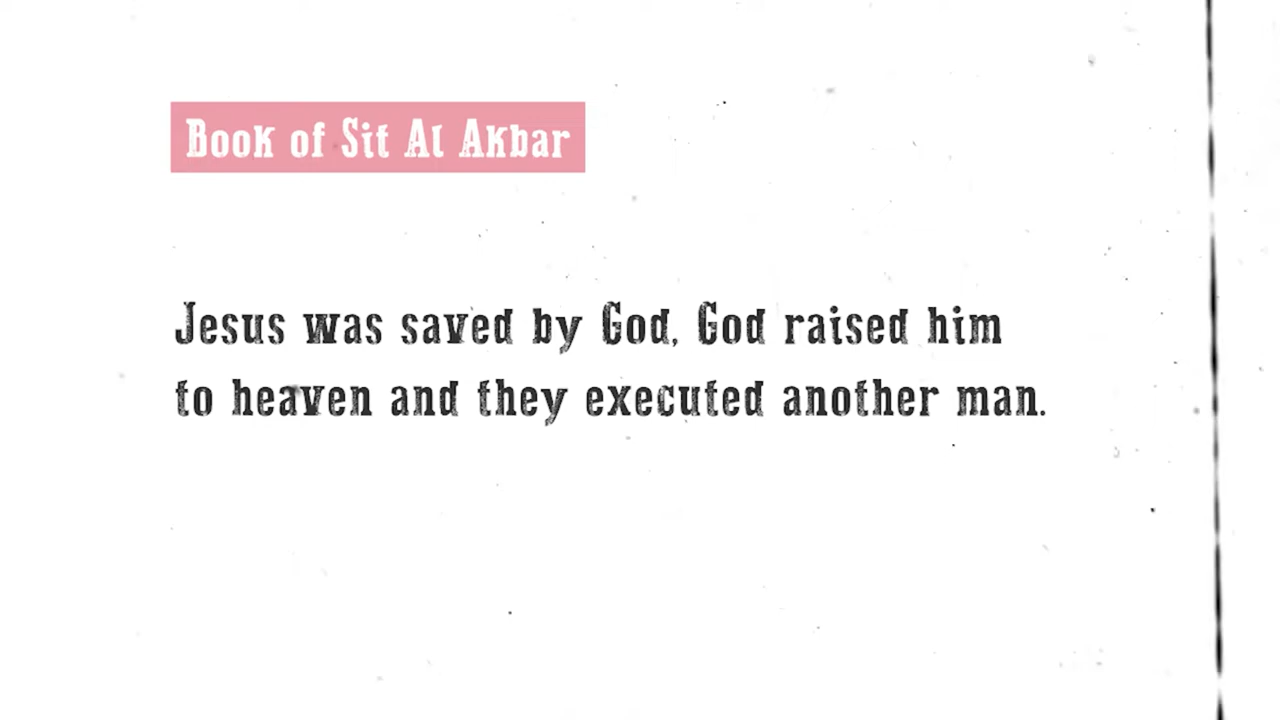 Book of Sit Al Akbar
Jesus was saved by God, God raised him
to heaven and they executed another man.